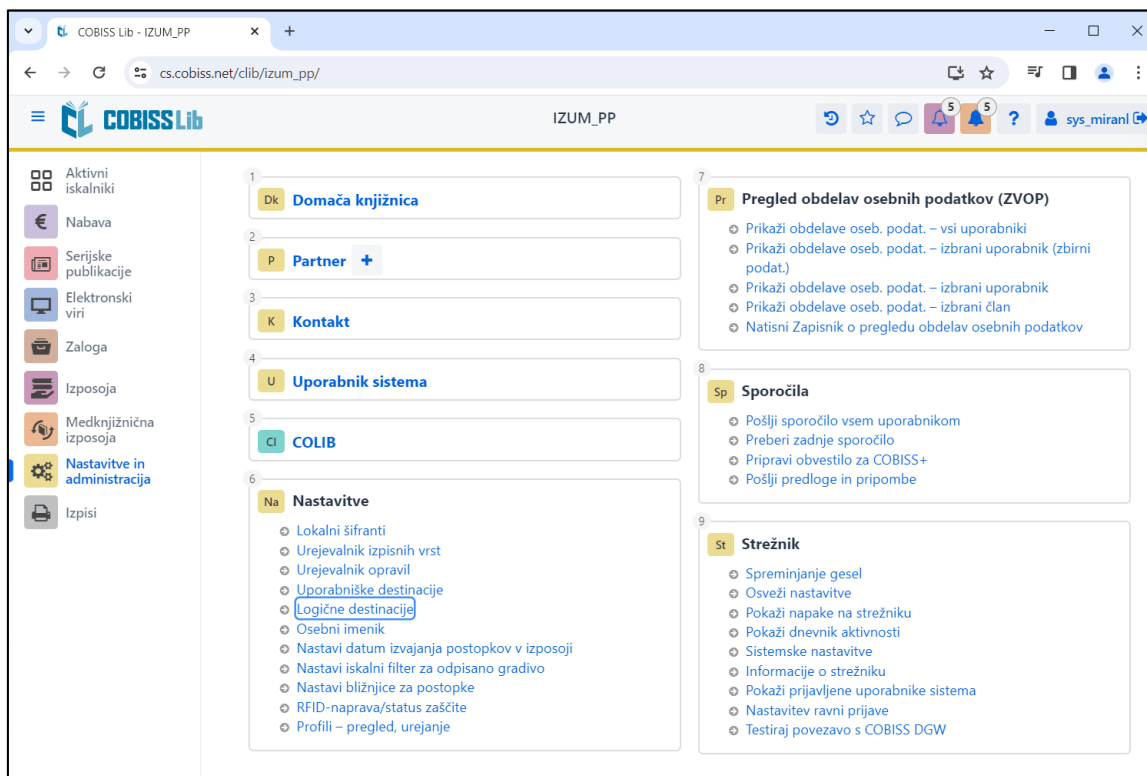 COBISS Lib - IZUM_PP
cs.cobiss.net/clib/izum_pp/
COBISS Lib
IZUM_PP
5
5
?
sys_miranl
Aktivni
iskalniki
€
Nabava
Serijske
publikacije
Elektronski
viri
Zaloga
Izposoja
Medknjižnična
izposoja
Nastavitve in
administracija
Izpisi
1
Dk Domača knjižnica
2
P Partner +
3
K Kontakt
4
U Uporabnik sistema
5
Cl COLIB
6
Na Nastavitve
Lokalni šifranti
Urejevalnik izpisnih vrst
Urejevalnik opravil
Uporabniške destinacije
Logične destinacije
Osebni imenik
Nastavi datum izvajanja postopkov v izposoji
Nastavi iskalni filter za odpisano gradivo
Nastavi bližnjice za postopke
RFID-naprava/status zaščite
Profili – pregled, urejanje
7
Pr Pregled obdelav osebnih podatkov (ZVOP)
Prikaži obdelave oseb. podat. – vsi uporabniki
Prikaži obdelave oseb. podat. – izbrani uporabnik (zbirni
podat.)
Prikaži obdelave oseb. podat. – izbrani uporabnik
Prikaži obdelave oseb. podat. – izbrani član
Natisni Zapisnik o pregledu obdelav osebnih podatkov
8
Sp Sporočila
Pošlji sporočilo vsem uporabnikom
Preberi zadnje sporočilo
Pripravi obvestilo za COBISS+
Pošlji predloge in pripombe
9
St Strežnik
Spreminjanje gesel
Osveži nastavitve
Pokaži napake na strežniku
Pokaži dnevnik aktivnosti
Sistemske nastavitve
Informacije o strežniku
Pokaži prijavljene uporabnike sistema
Nastavitev ravni prijave
Testiraj povezavo s COBISS DGW